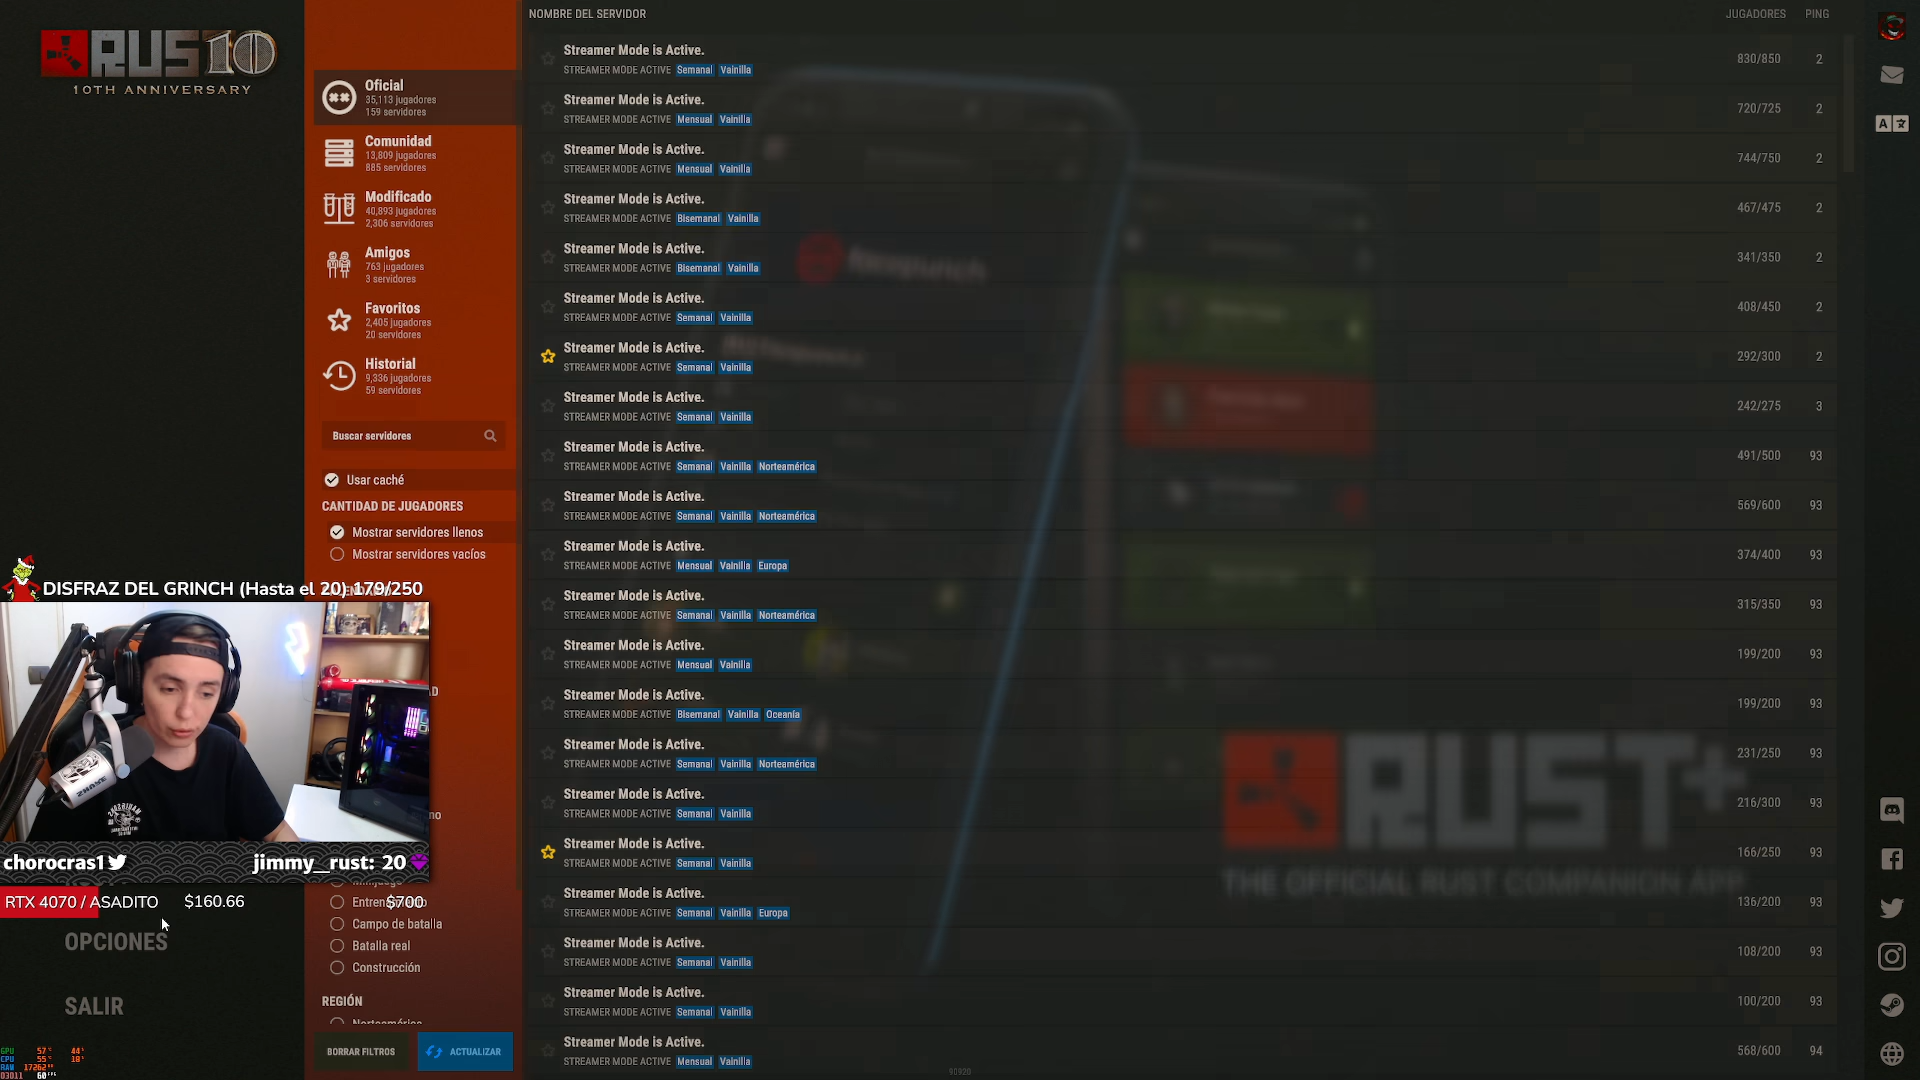 RUS10
10TH ANNIVERSARY
Oficial
35,113 jugadores
159 servidores
Comunidad
13,809 jugadores
885 servidores
Modificado
40,893 jugadores
2,306 servidores
Amigos
763 jugadores
3 servidores
Favoritos
2,405 jugadores
20 servidores
Historial
9,336 jugadores
59 servidores
Buscar servidores
Usar caché
CANTIDAD DE JUGADORES
Mostrar servidores llenos
Mostrar servidores vacíos
DISFRAZ DEL GRINCH (Hasta el 20) 179/250
chorocras1 jimmy_rust: 20
RTX 4070 / ASADITO $160.66 $700
Campo de batalla
Batalla real
Construcción
REGIÓN
Norteamérica
BORRAR FILTROS
ACTUALIZAR
OPCIONES
SALIR
GPU 57°C 44%
CPU 55°C 18%
RAM 17262
D3D11 60 FPS
NOMBRE DEL SERVIDOR JUGADORES PING
Streamer Mode is Active. 830/850 2
STREAMER MODE ACTIVE Semanal Vainilla
Streamer Mode is Active. 720/725 2
STREAMER MODE ACTIVE Mensual Vainilla
Streamer Mode is Active. 744/750 2
STREAMER MODE ACTIVE Mensual Vainilla
Streamer Mode is Active. 467/475 2
STREAMER MODE ACTIVE Bisemanal Vainilla
Streamer Mode is Active. 341/350 2
STREAMER MODE ACTIVE Bisemanal Vainilla
Streamer Mode is Active. 408/450 2
STREAMER MODE ACTIVE Semanal Vainilla
Streamer Mode is Active. 292/300 2
STREAMER MODE ACTIVE Semanal Vainilla
Streamer Mode is Active. 242/275 3
STREAMER MODE ACTIVE Semanal Vainilla
Streamer Mode is Active. 491/500 93
STREAMER MODE ACTIVE Semanal Vainilla Norteamérica
Streamer Mode is Active. 569/600 93
STREAMER MODE ACTIVE Semanal Vainilla Norteamérica
Streamer Mode is Active. 374/400 93
STREAMER MODE ACTIVE Mensual Vainilla Europa
Streamer Mode is Active. 315/350 93
STREAMER MODE ACTIVE Semanal Vainilla Norteamérica
Streamer Mode is Active. 199/200 93
STREAMER MODE ACTIVE Mensual Vainilla
Streamer Mode is Active. 199/200 93
STREAMER MODE ACTIVE Bisemanal Vainilla Oceanía
Streamer Mode is Active. 231/250 93
STREAMER MODE ACTIVE Semanal Vainilla Norteamérica
Streamer Mode is Active. 216/300 93
STREAMER MODE ACTIVE Semanal Vainilla
Streamer Mode is Active. 166/250 93
STREAMER MODE ACTIVE Semanal Vainilla
Streamer Mode is Active. 136/200 93
STREAMER MODE ACTIVE Semanal Vainilla Europa
Streamer Mode is Active. 108/200 93
STREAMER MODE ACTIVE Semanal Vainilla
Streamer Mode is Active. 100/200 93
STREAMER MODE ACTIVE Semanal Vainilla
Streamer Mode is Active. 568/600 94
STREAMER MODE ACTIVE Mensual Vainilla
RUST+
THE OFFICIAL RUST COMPANION APP